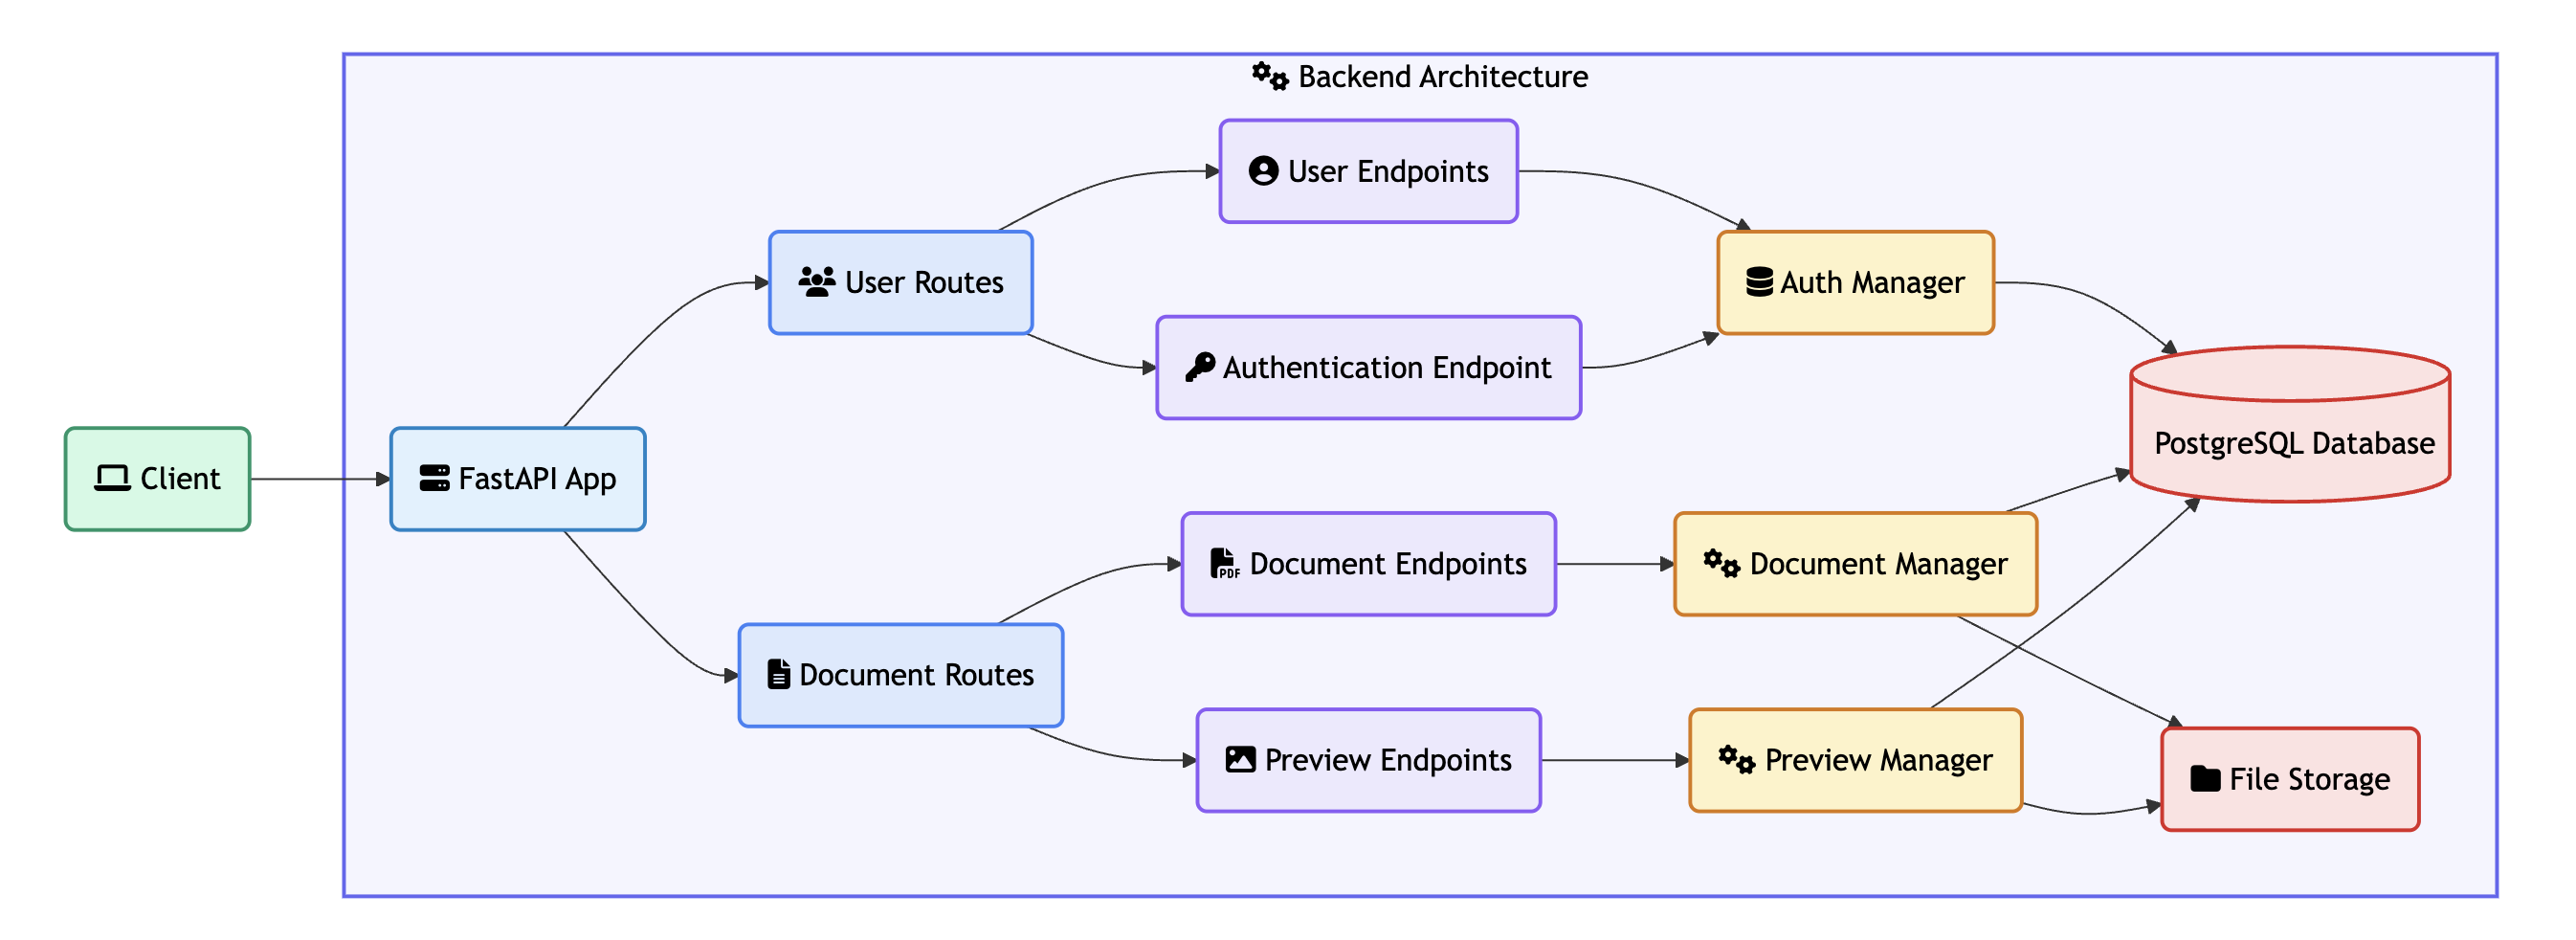 Backend Architecture
User Endpoints
User Routes
Auth Manager
Authentication Endpoint
PostgreSQL Database
Client
FastAPI App
PDF
Document Endpoints
Document Manager
Document Routes
Preview Endpoints
Preview Manager
File Storage